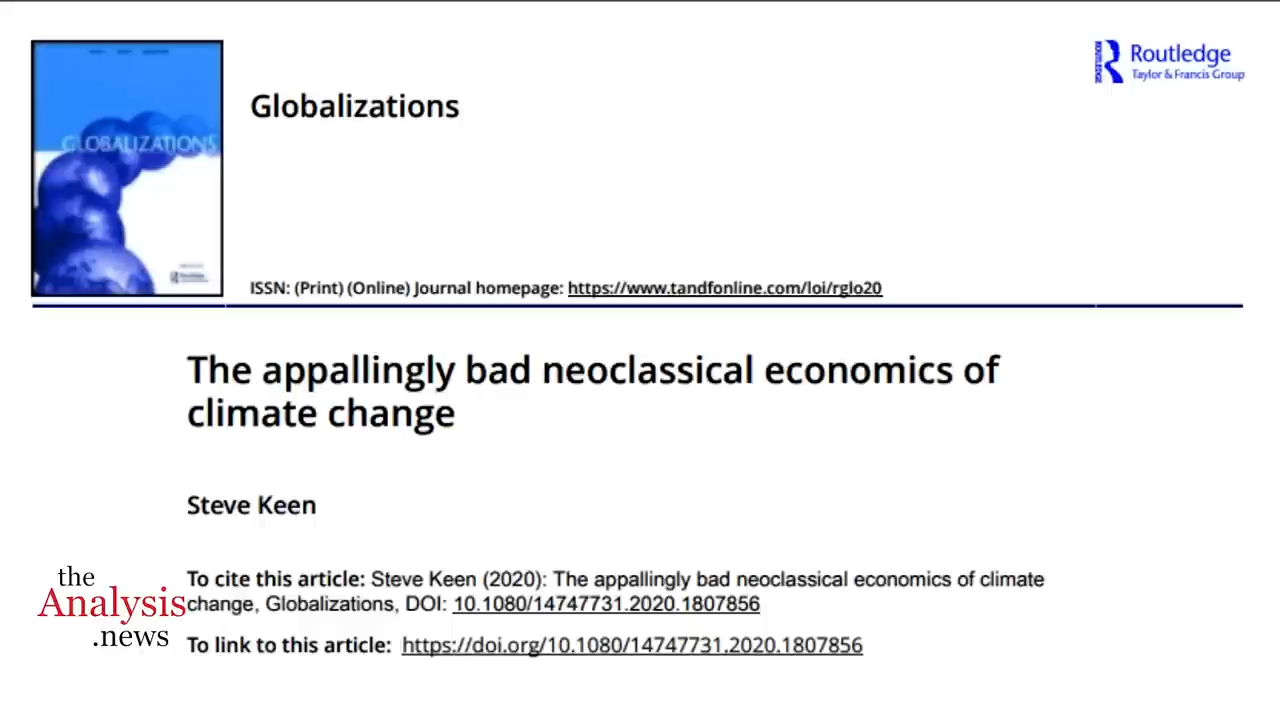 Routledge
Taylor & Francis Group
ROUTLEDGE
Globalizations
GLOBALIZATIONS
ISSN: (Print) (Online) Journal homepage: https://www.tandfonline.com/loi/rglo20
The appallingly bad neoclassical economics of
climate change
Steve Keen
To cite this article: Steve Keen (2020): The appallingly bad neoclassical economics of climate
change, Globalizations, DOI: 10.1080/14747731.2020.1807856
To link to this article: https://doi.org/10.1080/14747731.2020.1807856
the
Analysis
.news